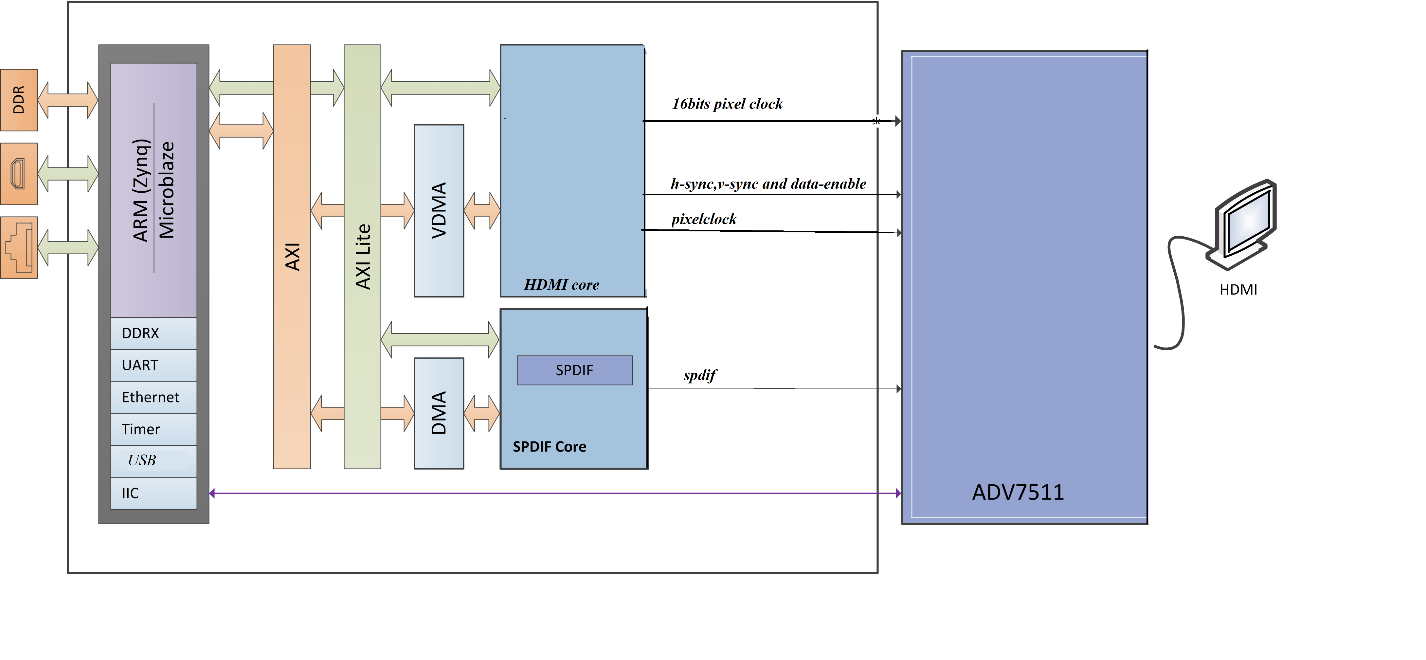 DDR
ARM (Zynq)
Microblaze
DDRX
UART
Ethernet
Timer
USB
IIC
AXI
AXI Lite
VDMA
DMA
HDMI core
SPDIF
SPDIF Core
16bits pixel clock
h-sync,v-sync and data-enable
pixelclock
spdif
ADV7511
HDMI